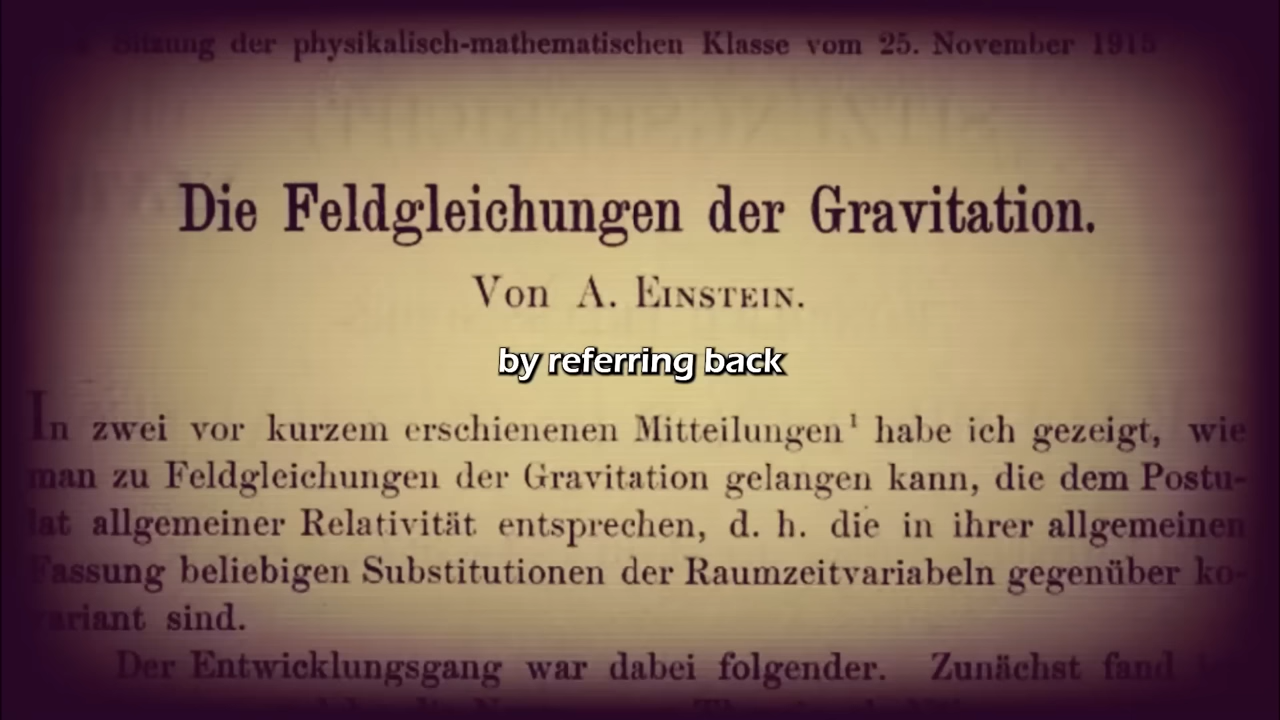 Sitzung der physikalisch-mathematischen Klasse vom 25. November 1915
Die Feldgleichungen der Gravitation.
Von A. Einstein.
by referring back
In zwei vor kurzem erschienenen Mitteilungen¹ habe ich gezeigt, wie
man zu Feldgleichungen der Gravitation gelangen kann, die dem Postu-
lat allgemeiner Relativität entsprechen, d. h. die in ihrer allgemeinen
Fassung beliebigen Substitutionen der Raumzeitvariabeln gegenüber ko-
variant sind.
Der Entwicklungsgang war dabei folgender. Zunächst fand